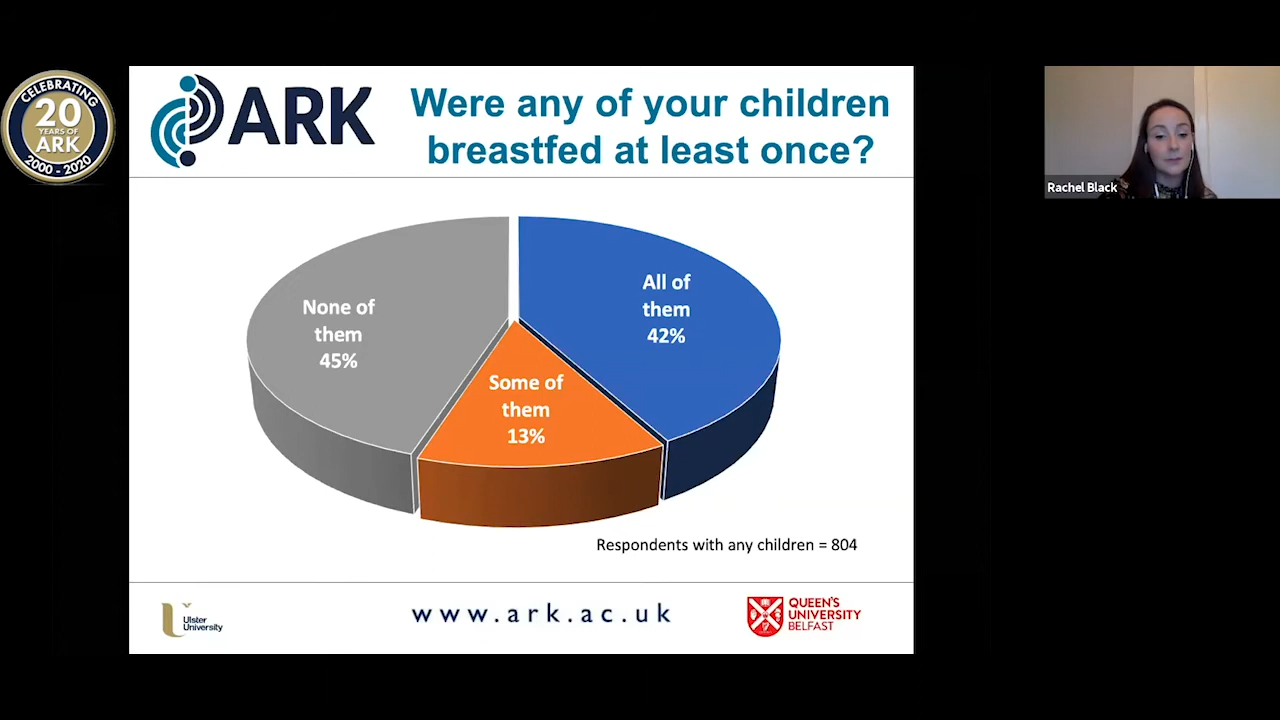 CELEBRATING
20
YEARS OF
ARK
2000 - 2020
ARK
Were any of your children
breastfed at least once?
Rachel Black
None of
them
45%
All of
them
42%
Some of
them
13%
Respondents with any children = 804
Ulster
University
www.ark.ac.uk
QUEEN'S
UNIVERSITY
BELFAST